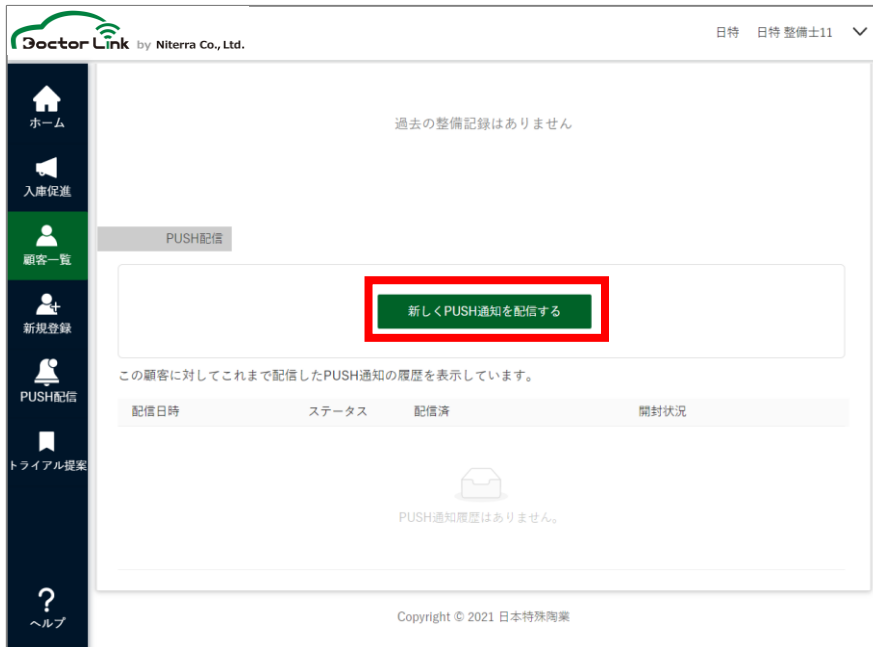 Doctor Link by Niterra Co., Ltd.
日特 日特 整備士11
ホーム
入庫促進
顧客一覧
新規登録
PUSH配信
トライアル提案
ヘルプ
過去の整備記録はありません
PUSH配信
新しくPUSH通知を配信する
この顧客に対してこれまで配信したPUSH通知の履歴を表示しています。
配信日時 ステータス 配信済 開封状況
PUSH通知履歴はありません。
Copyright © 2021 日本特殊陶業